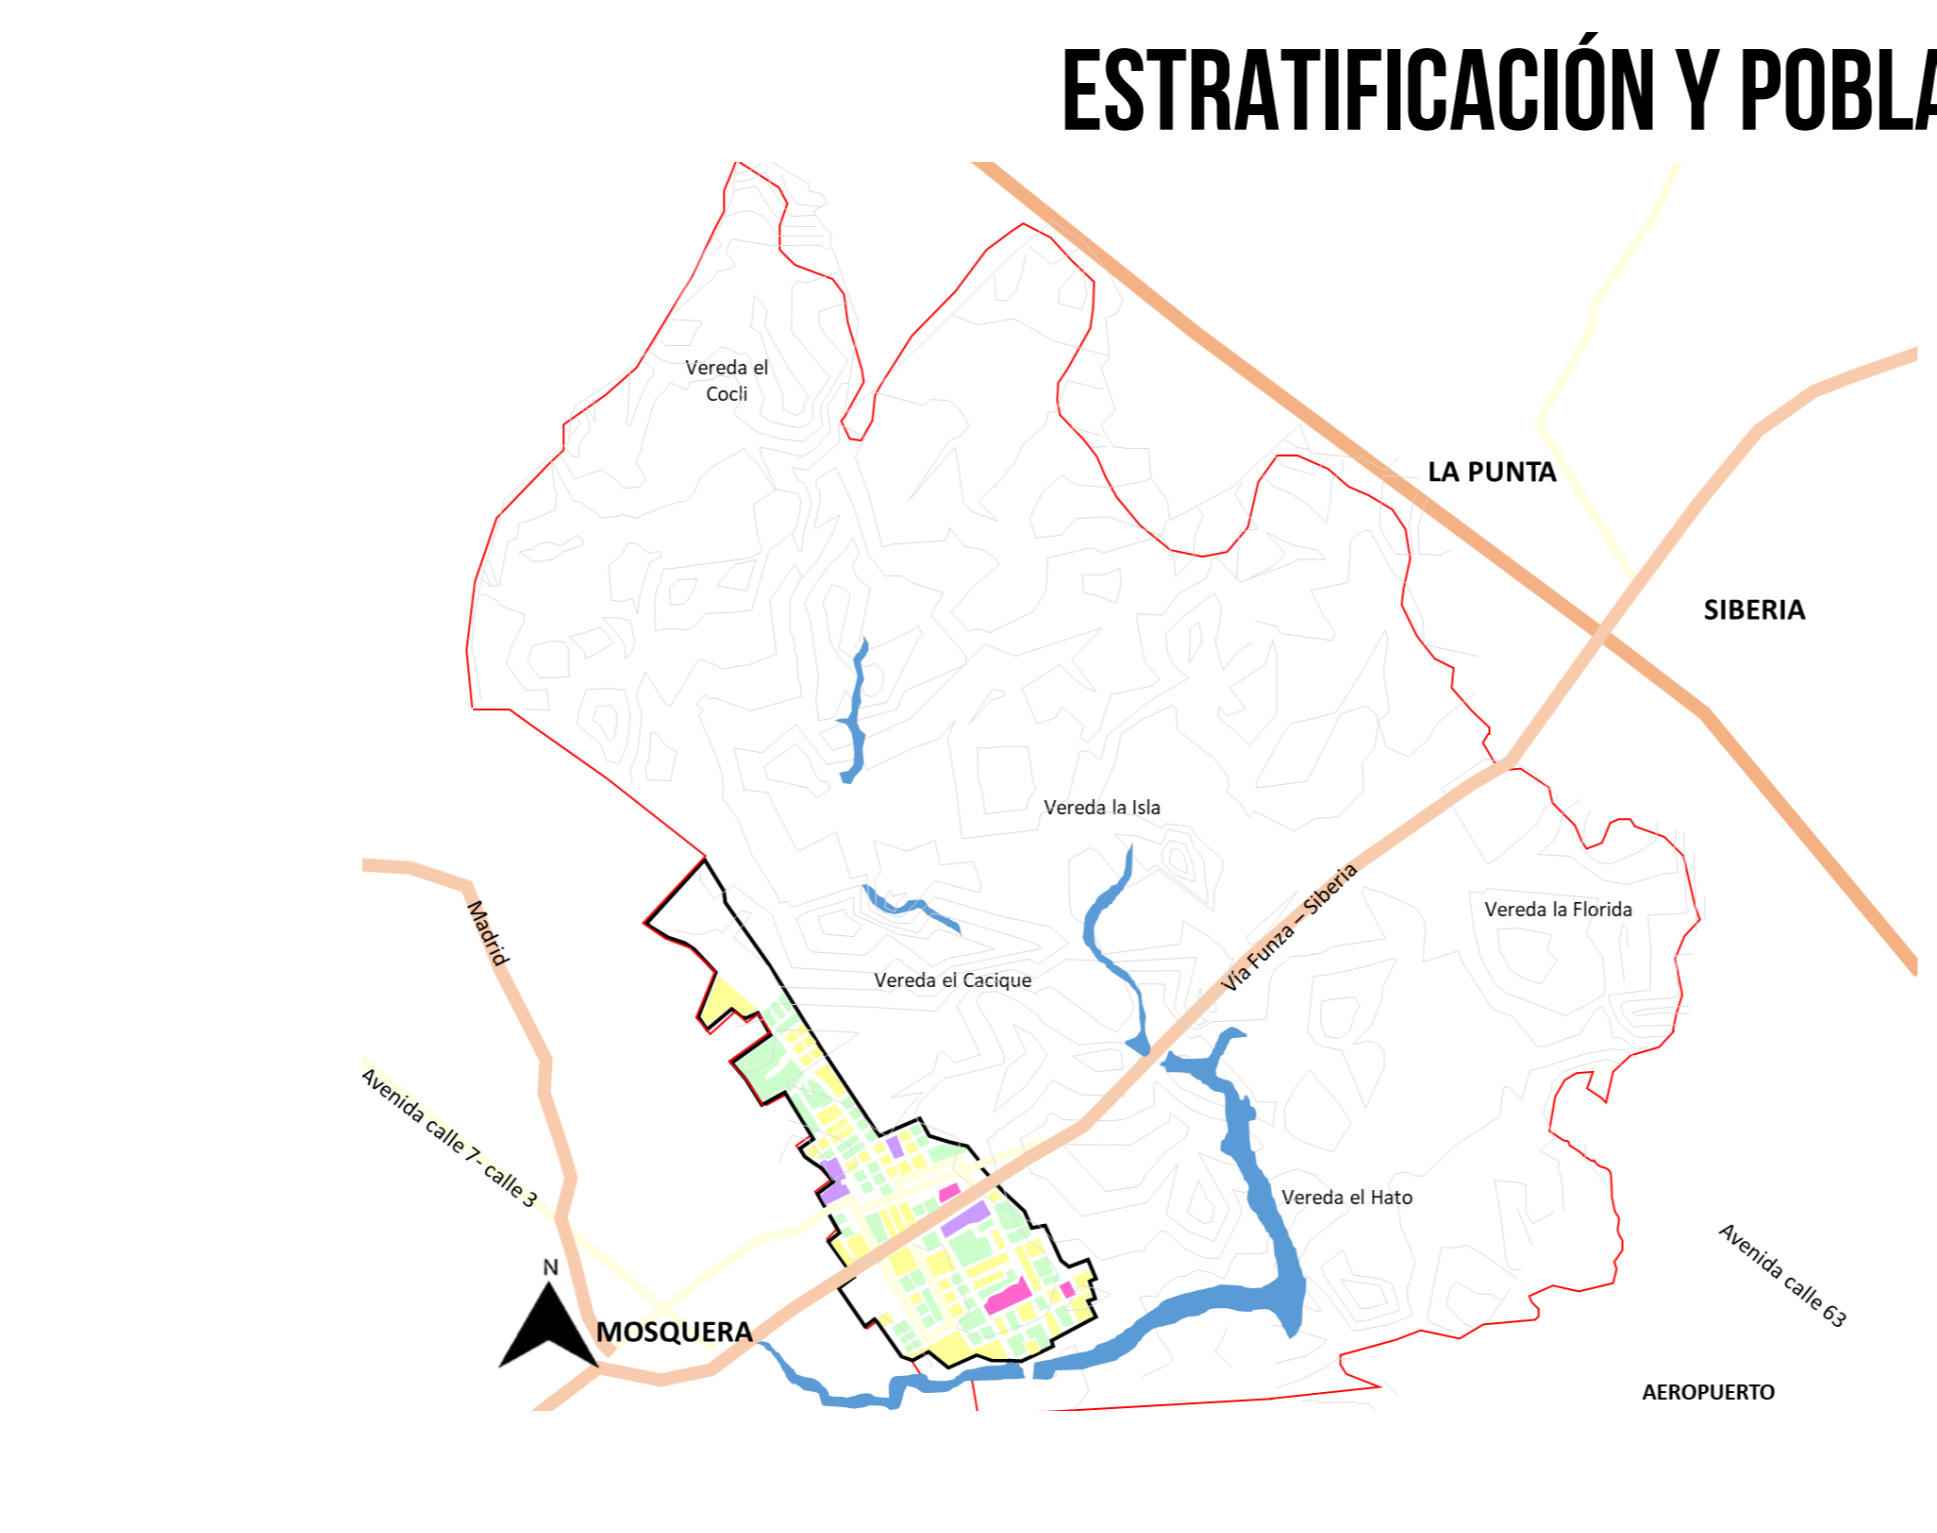 ESTRATIFICACIÓN Y POBLA
Vereda el
Cocli
LA PUNTA
SIBERIA
Vereda la Isla
Vía Funza – Siberia
Vereda la Florida
Madrid
Vereda el Cacique
Avenida calle 7- calle 3
Vereda el Hato
Avenida calle 63
N
MOSQUERA
AEROPUERTO